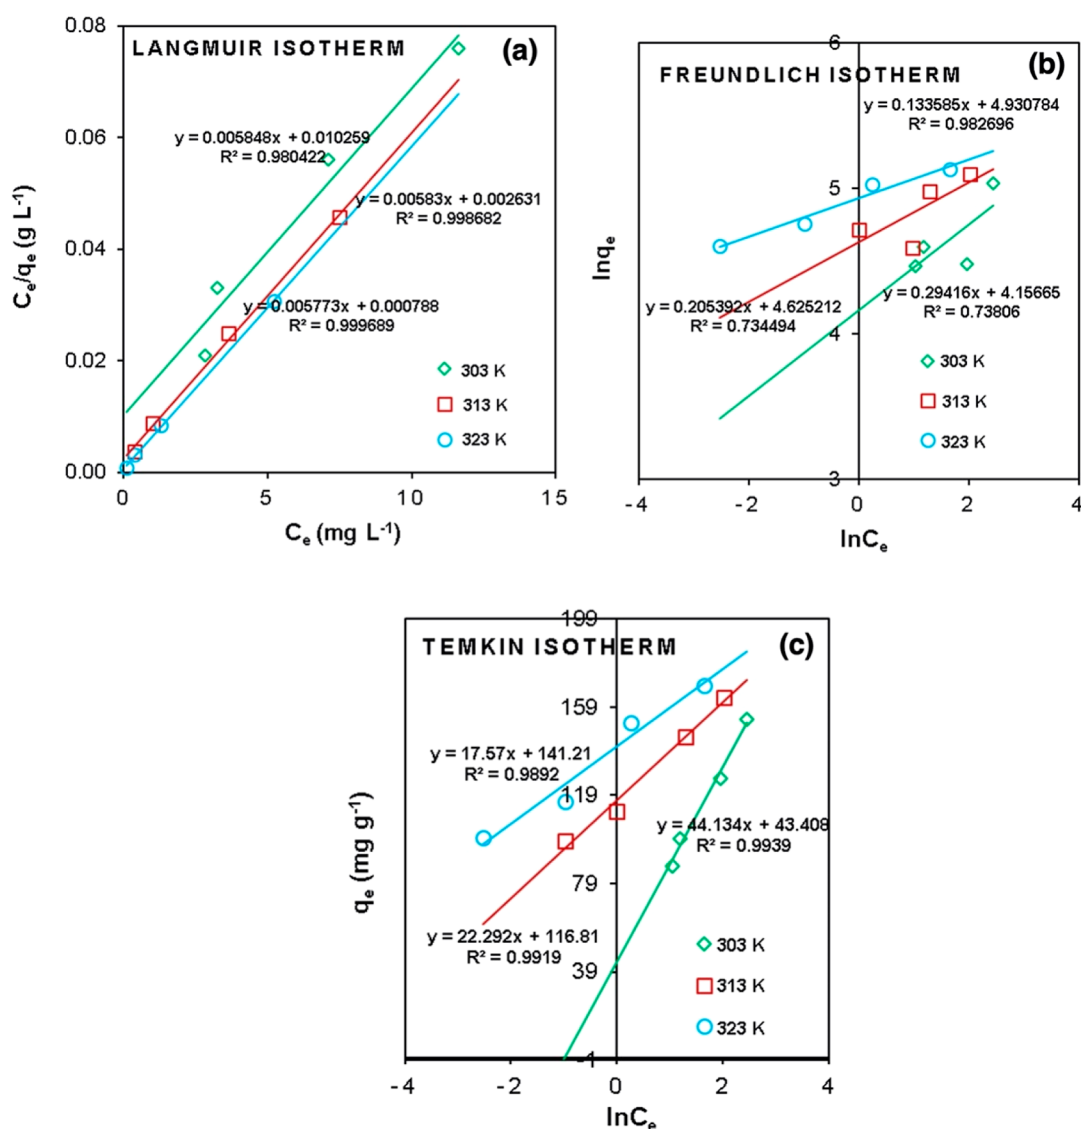 LANGMUIR ISOTHERM
(a)
0.08
0.06
0.04
0.02
0.00
Cₑ/qₑ (g L⁻¹)
y = 0.005848x + 0.010259
R² = 0.980422
y = 0.00583x + 0.002631
R² = 0.998682
y = 0.005773x + 0.000788
R² = 0.999689
303 K
313 K
323 K
0 5 10 15
Cₑ (mg L⁻¹)
FREUNDLICH ISOTHERM
(b)
6
5
4
3
lnqₑ
y = 0.133585x + 4.930784
R² = 0.982696
y = 0.29416x + 4.15665
R² = 0.73806
y = 0.205392x + 4.625212
R² = 0.734494
303 K
313 K
323 K
-4 -2 0 2 4
lnCₑ
TEMKIN ISOTHERM
(c)
199
159
119
79
39
-1
qₑ (mg g⁻¹)
y = 17.57x + 141.21
R² = 0.9892
y = 44.134x + 43.408
R² = 0.9939
y = 22.292x + 116.81
R² = 0.9919
303 K
313 K
323 K
-4 -2 0 2 4
lnCₑ